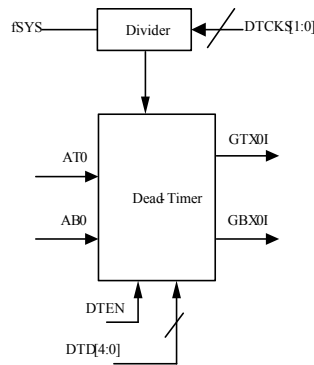 fSYS
Divider
DTCKS[1:0]
GTX0I
AT0
Dead-Timer
AB0
GBX0I
DTEN
DTD[4:0]